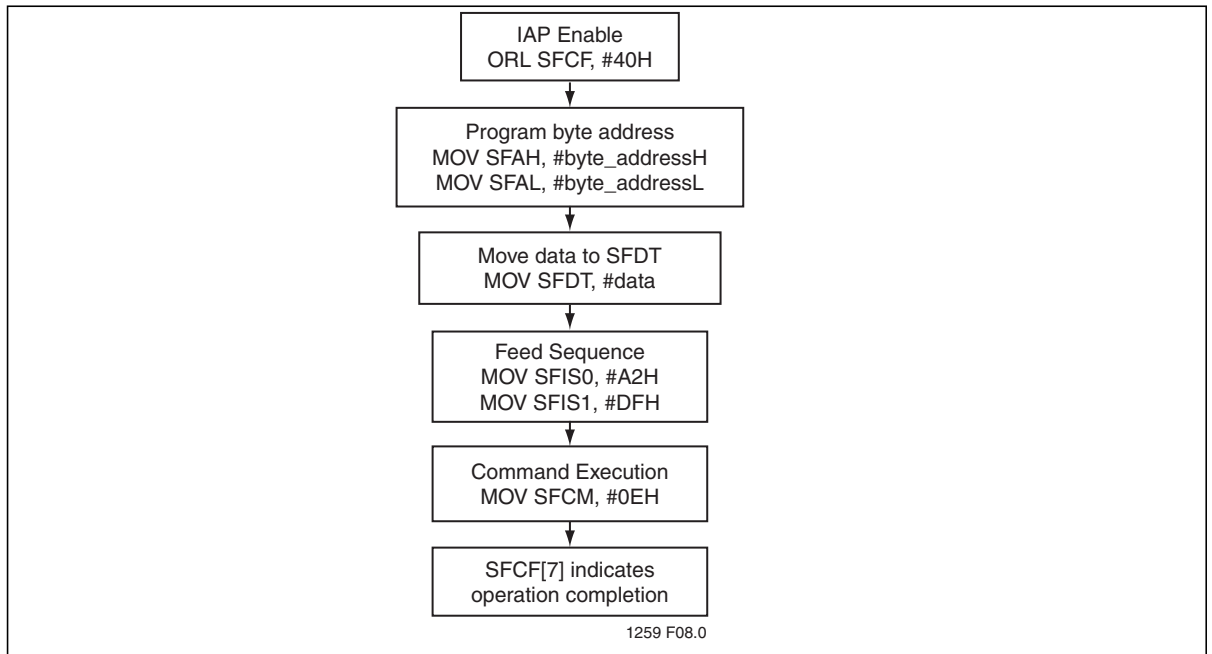 IAP Enable
ORL SFCF, #40H
Program byte address
MOV SFAH, #byte_addressH
MOV SFAL, #byte_addressL
Move data to SFDT
MOV SFDT, #data
Feed Sequence
MOV SFIS0, #A2H
MOV SFIS1, #DFH
Command Execution
MOV SFCM, #0EH
SFCF[7] indicates
operation completion
1259 F08.0